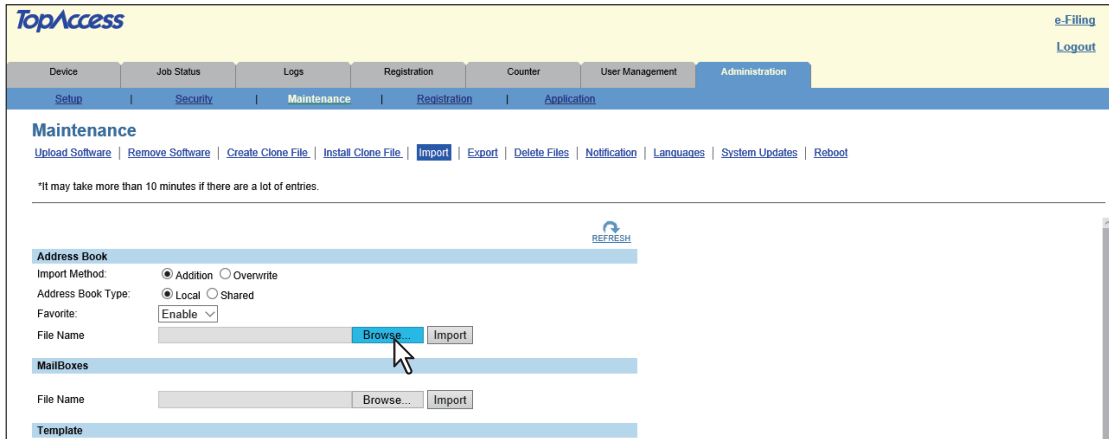 TopAccess
e-Filing
Logout
Device Job Status Logs Registration Counter User Management Administration
Setup | Security | Maintenance | Registration | Application
Maintenance
Upload Software | Remove Software | Create Clone File | Install Clone File | Import | Export | Delete Files | Notification | Languages | System Updates | Reboot
*It may take more than 10 minutes if there are a lot of entries.
REFRESH
Address Book
Import Method: Addition Overwrite
Address Book Type: Local Shared
Favorite: Enable
File Name Browse... Import
MailBoxes
File Name Browse... Import
Template